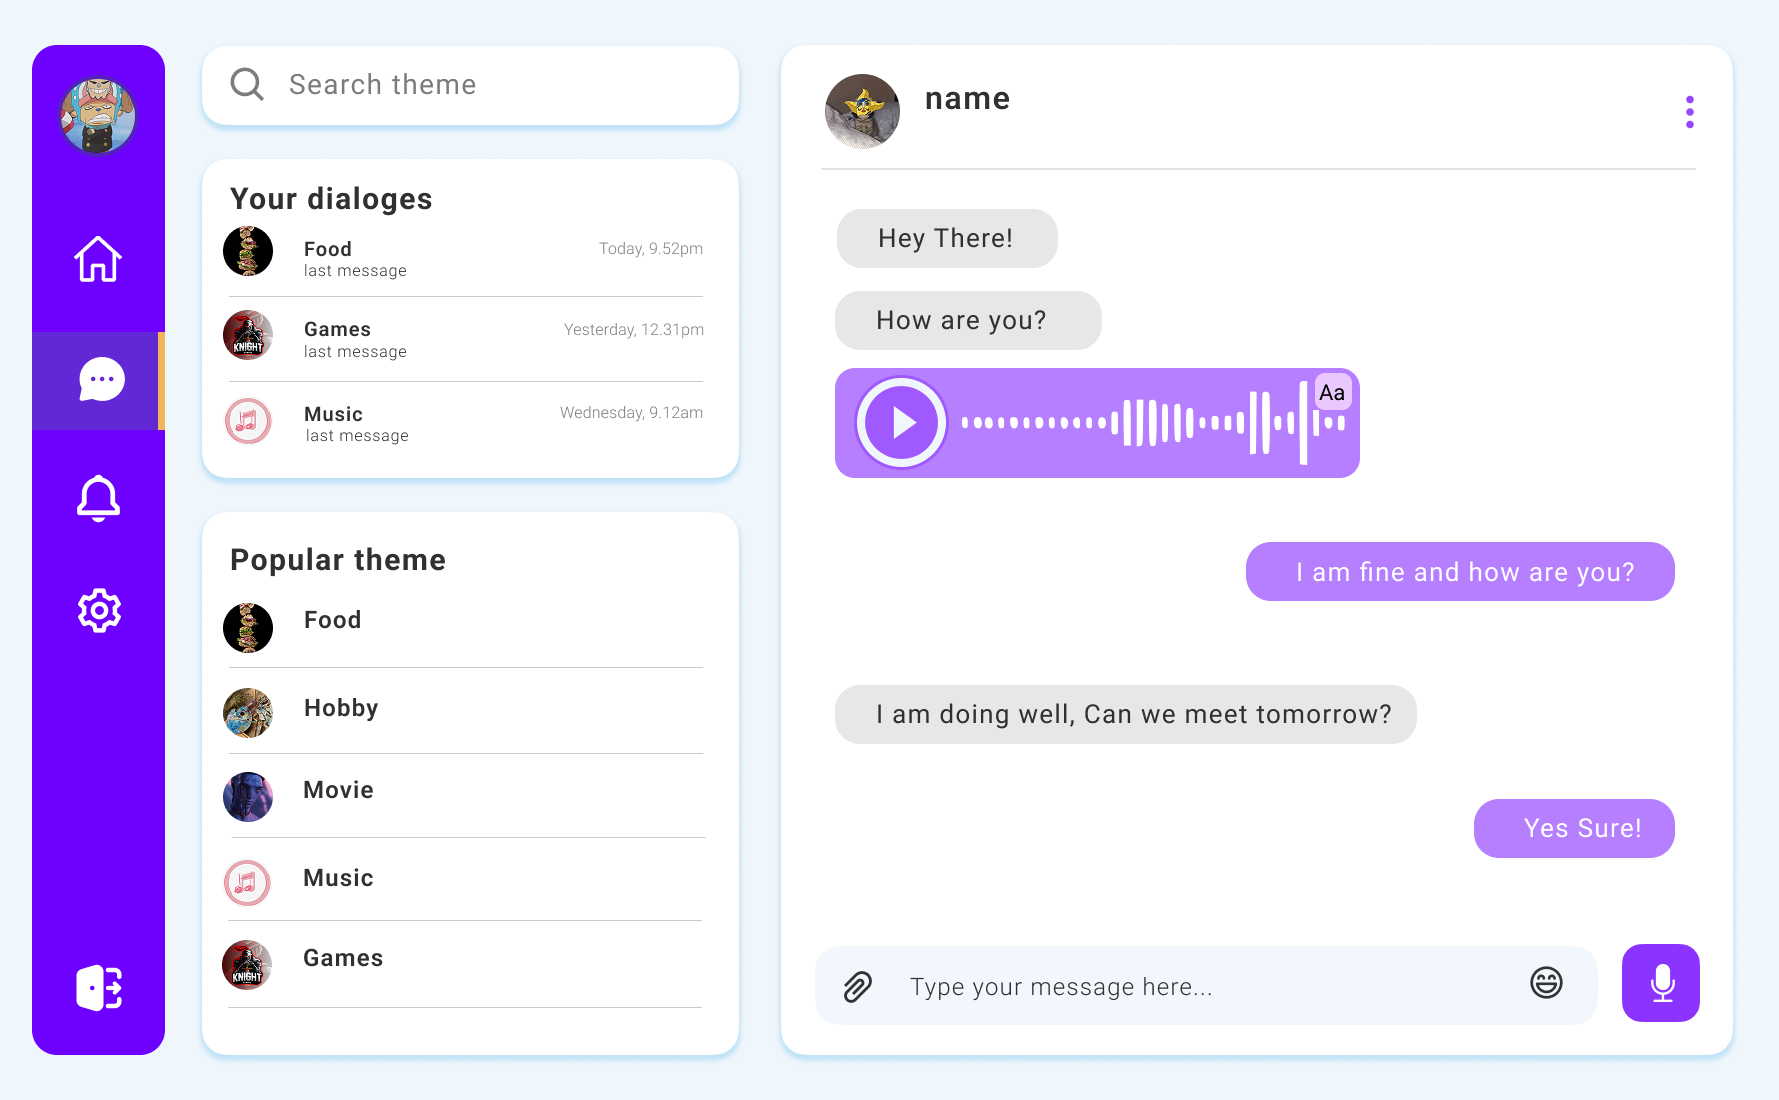 Search theme
Your dialoges
Food
Today, 9.52pm
last message
KNIGHT
Games
Yesterday, 12.31pm
last message
Music
Wednesday, 9.12am
last message
Popular theme
Food
Hobby
Movie
Music
KNIGHT
Games
name
Hey There!
How are you?
Aa
I am fine and how are you?
I am doing well, Can we meet tomorrow?
Yes Sure!
Type your message here...